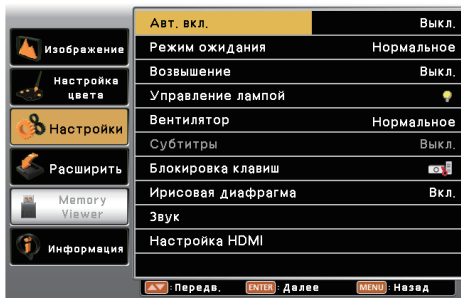 Изображение
Настройка
цвета
Настройки
Расширить
Memory
Viewer
Информация
Авт. вкл. Выкл.
Режим ожидания Нормальное
Возвышение Выкл.
Управление лампой
Вентилятор Нормальное
Субтитры Выкл.
Блокировка клавиш
Ирисовая диафрагма Вкл.
Звук
Настройка HDMI
:Передв. ENTER : Далее MENU : Назад